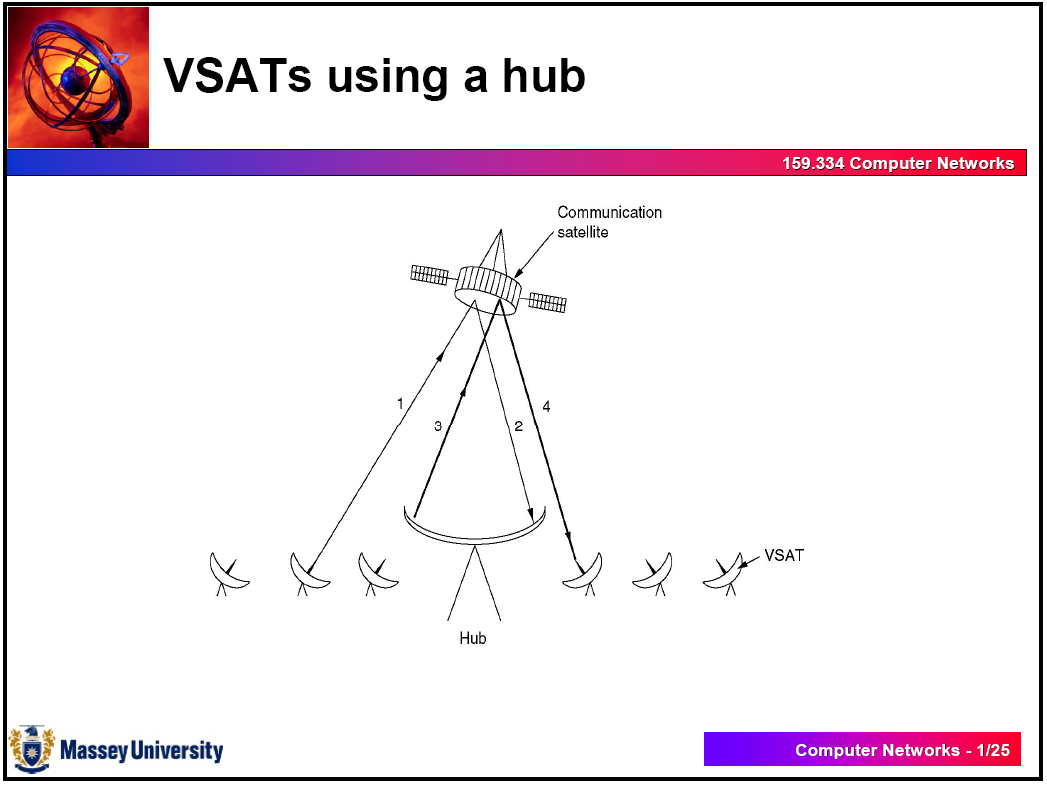 VSATs using a hub
159.334 Computer Networks
Communication
satellite
1
4
3
2
VSAT
Hub
Massey University
Computer Networks - 1/25